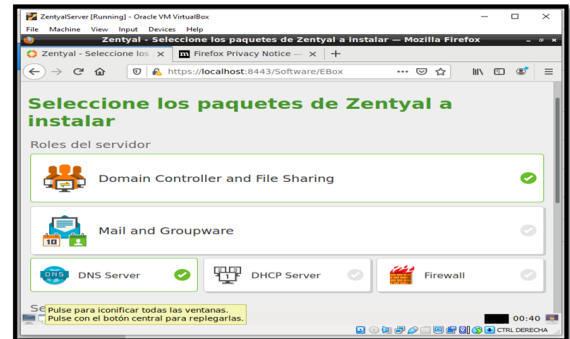 ZentyalServer [Running] - Oracle VM VirtualBox
File Machine View Input Devices Help
Zentyal - Seleccione los paquetes de Zentyal a instalar — Mozilla Firefox
Zentyal - Seleccione los
Firefox Privacy Notice —
https://localhost:8443/Software/EBox
Seleccione los paquetes de Zentyal a
instalar
Roles del servidor
Domain Controller and File Sharing
Mail and Groupware
DNS Server
DHCP Server
Firewall
Se
Pulse para iconificar todas las ventanas.
Pulse con el botón central para replegarlas.
00:40
CTRL DERECHA